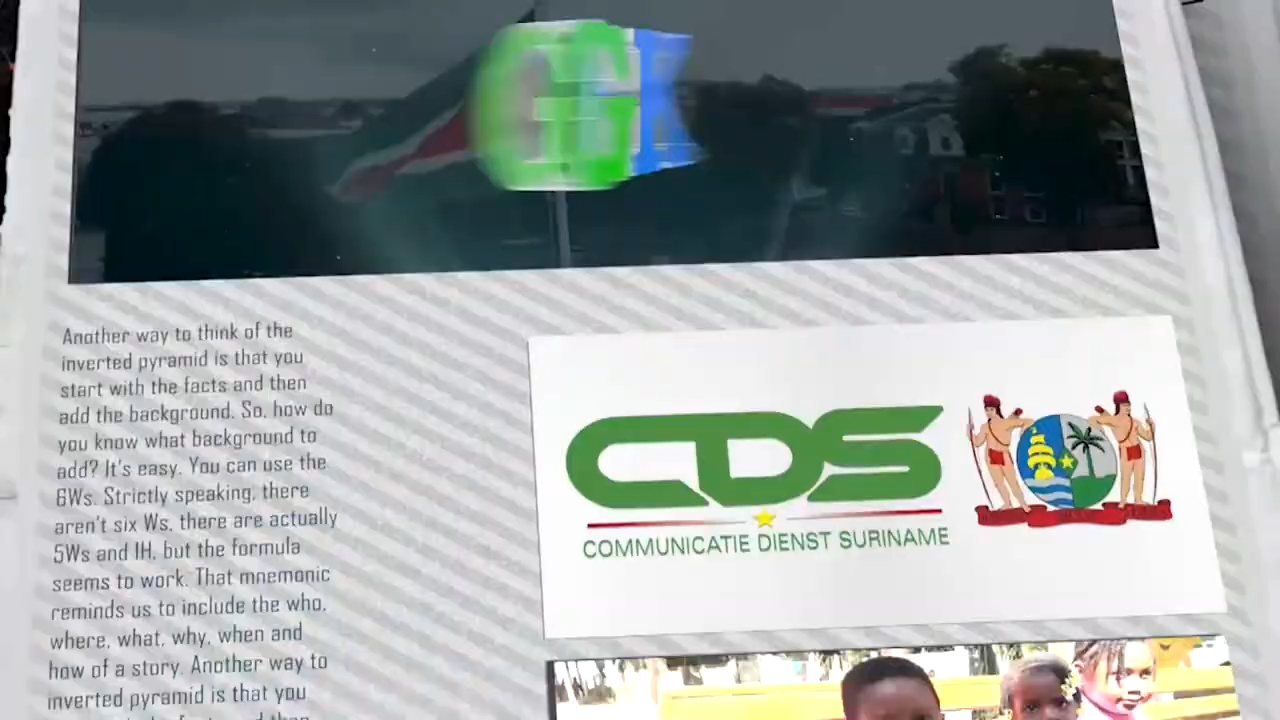 Another way to think of the
inverted pyramid is that you
start with the facts and then
add the background. So, how do
you know what background to
add? It's easy. You can use the
6Ws. Strictly speaking, there
aren't six Ws, there are actually
5Ws and 1H, but the formula
seems to work. That mnemonic
reminds us to include the who,
where, what, why, when and
how of a story. Another way to
inverted pyramid is that you
CDS
COMMUNICATIE DIENST SURINAME